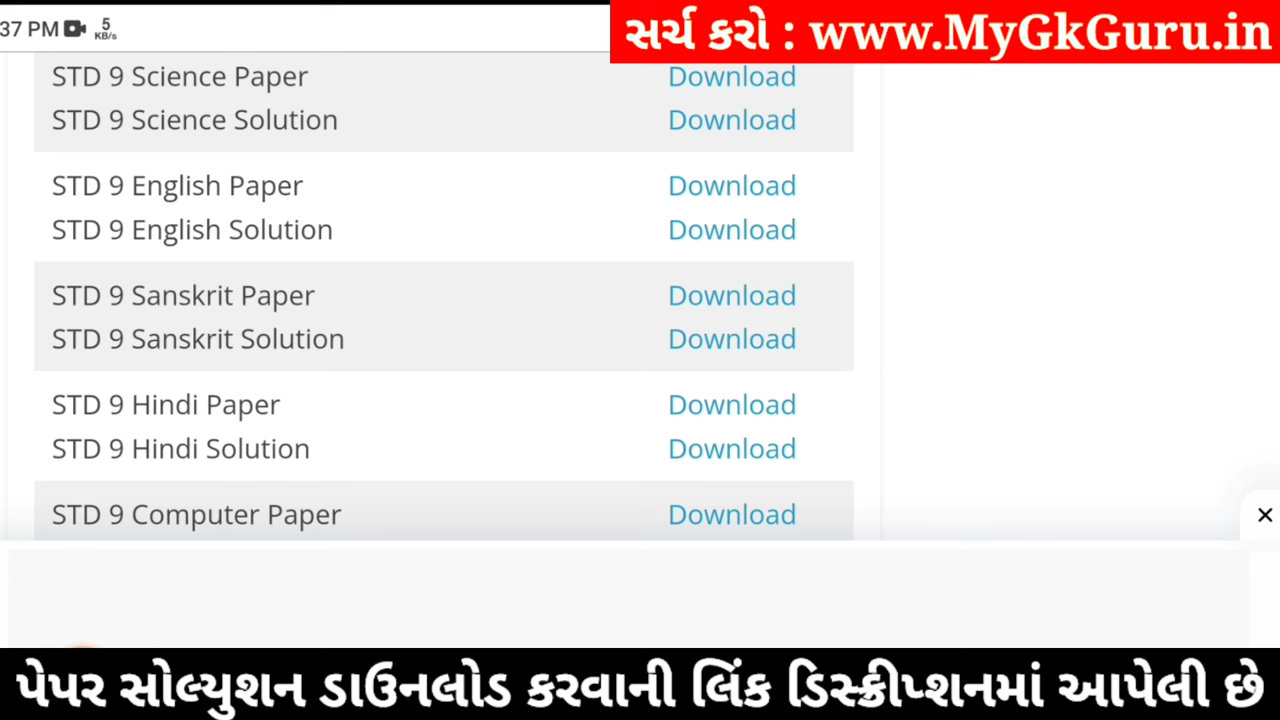 37 PM 5 KB/s
સર્ચ કરો : www.MyGkGuru.in
STD 9 Science Paper Download
STD 9 Science Solution Download
STD 9 English Paper Download
STD 9 English Solution Download
STD 9 Sanskrit Paper Download
STD 9 Sanskrit Solution Download
STD 9 Hindi Paper Download
STD 9 Hindi Solution Download
STD 9 Computer Paper Download
પેપર સોલ્યુશન ડાઉનલોડ કરવાની લિંક ડિસ્ક્રીપ્શનમાં આપેલી છે